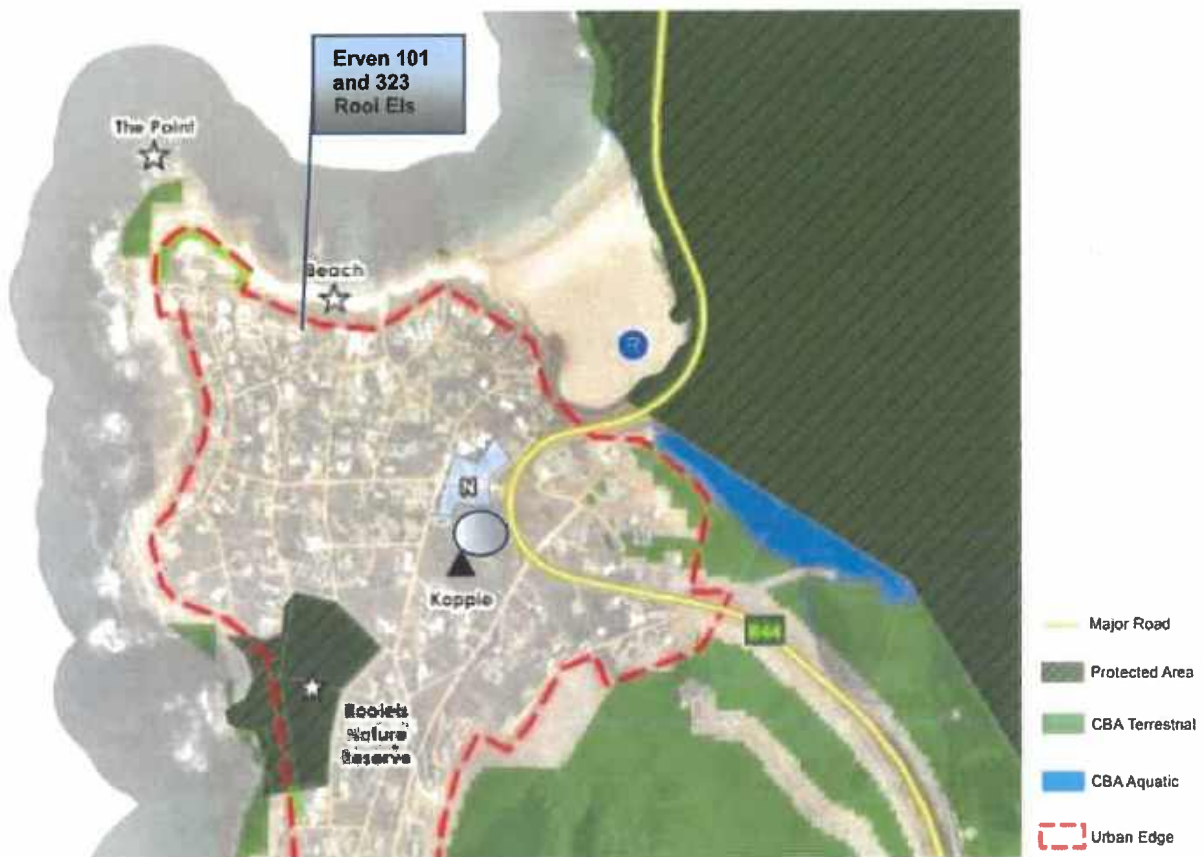 Erven 101
and 323
Rooi Els
The Point
Beach
R
N
Kopple
R44
Rooiels
Nature
Reserve
Major Road
Protected Area
CBA Terrestrial
CBA Aquatic
Urban Edge